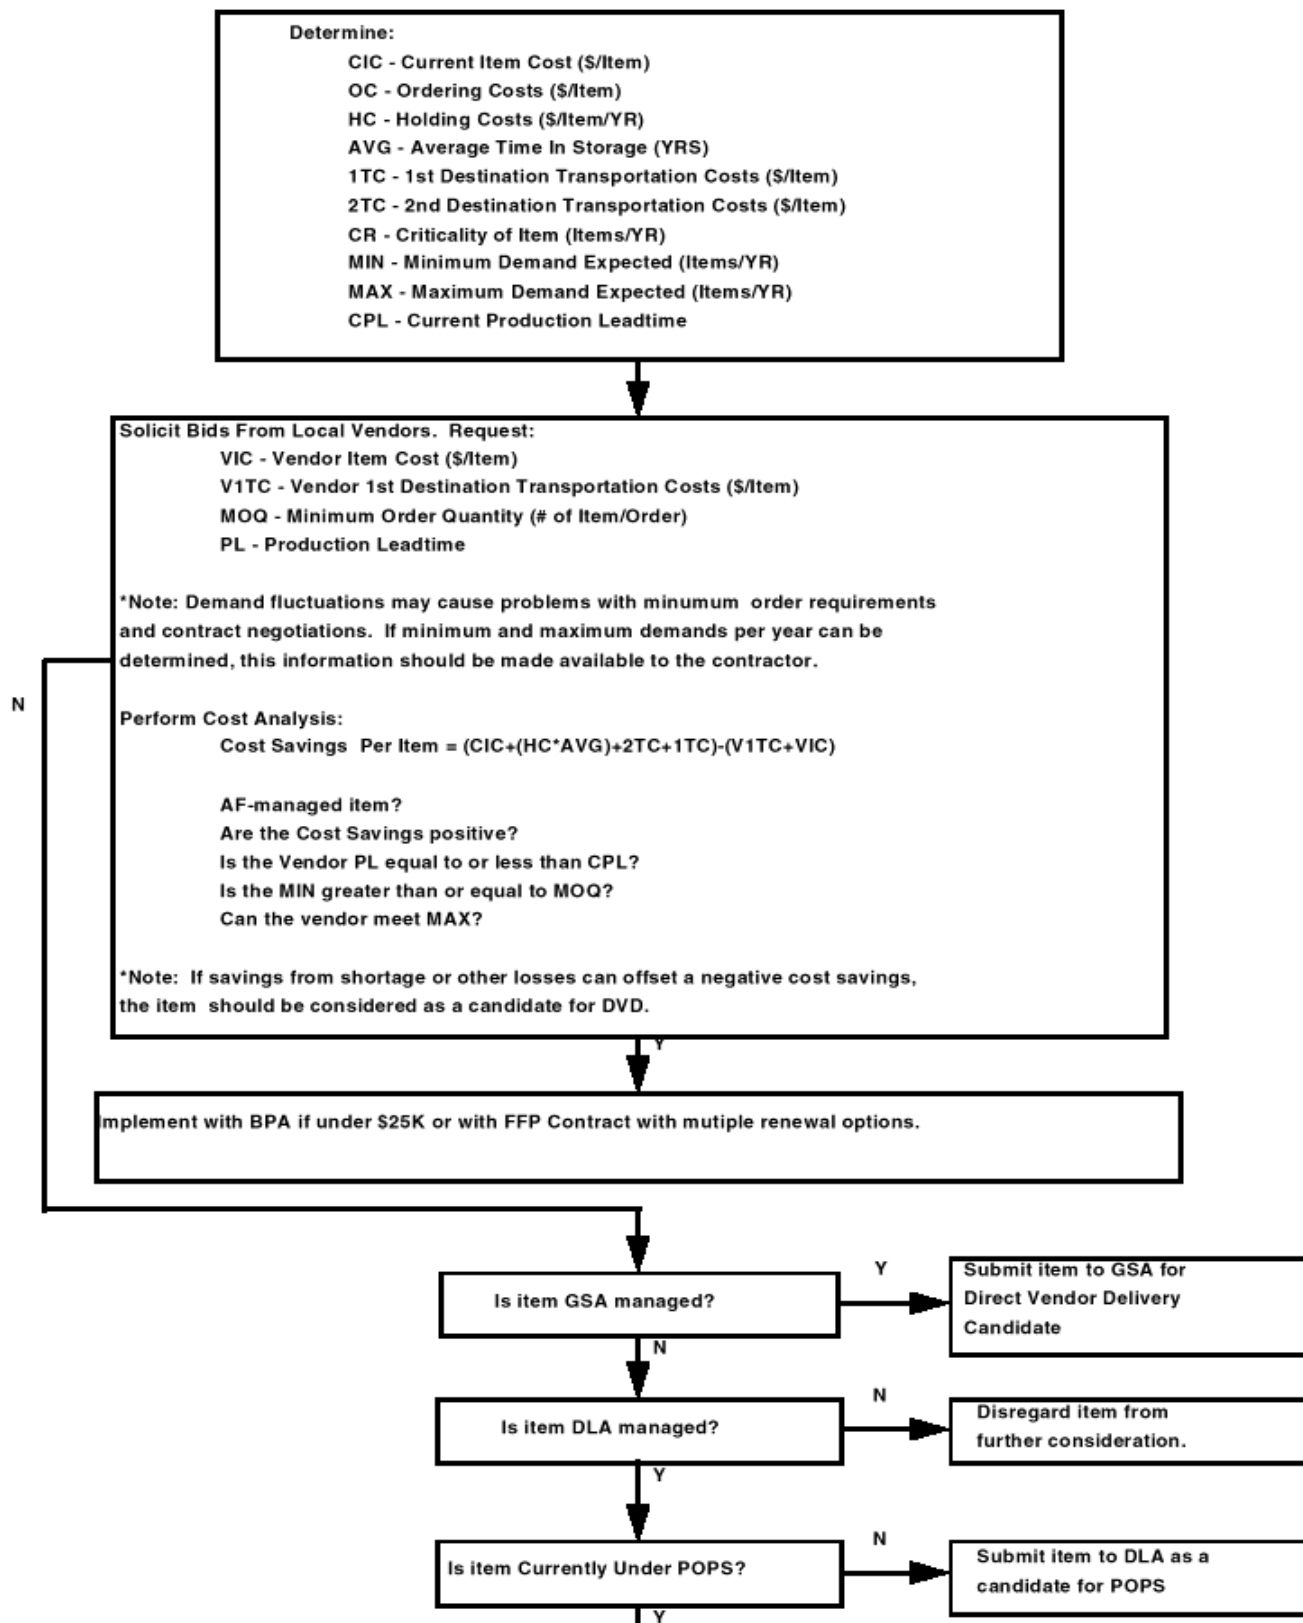 Determine:
CIC - Current Item Cost ($/Item)
OC - Ordering Costs ($/Item)
HC - Holding Costs ($/Item/YR)
AVG - Average Time In Storage (YRS)
1TC - 1st Destination Transportation Costs ($/Item)
2TC - 2nd Destination Transportation Costs ($/Item)
CR - Criticality of Item (Items/YR)
MIN - Minimum Demand Expected (Items/YR)
MAX - Maximum Demand Expected (Items/YR)
CPL - Current Production Leadtime
Solicit Bids From Local Vendors. Request:
VIC - Vendor Item Cost ($/Item)
V1TC - Vendor 1st Destination Transportation Costs ($/Item)
MOQ - Minimum Order Quantity (# of Item/Order)
PL - Production Leadtime
*Note: Demand fluctuations may cause problems with minumum order requirements
and contract negotiations. If minimum and maximum demands per year can be
determined, this information should be made available to the contractor.
N
Perform Cost Analysis:
Cost Savings Per Item = (CIC+(HC*AVG)+2TC+1TC)-(V1TC+VIC)
AF-managed item?
Are the Cost Savings positive?
Is the Vendor PL equal to or less than CPL?
Is the MIN greater than or equal to MOQ?
Can the vendor meet MAX?
*Note: If savings from shortage or other losses can offset a negative cost savings,
the item should be considered as a candidate for DVD.
Y
Implement with BPA if under $25K or with FFP Contract with mutiple renewal options.
Is item GSA managed?
Y
Submit item to GSA for
Direct Vendor Delivery
Candidate
N
Is item DLA managed?
N
Disregard item from
further consideration.
Y
Is item Currently Under POPS?
N
Submit item to DLA as a
candidate for POPS
Y